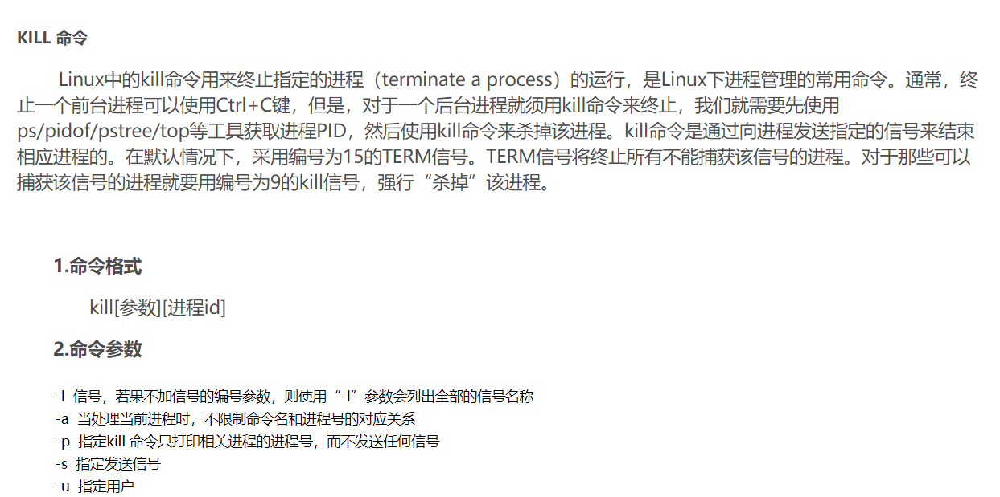 KILL 命令
Linux中的kill命令用来终止指定的进程（terminate a process）的运行，是Linux下进程管理的常用命令。通常，终
止一个前台进程可以使用Ctrl+C键，但是，对于一个后台进程就须用kill命令来终止，我们就需要先使用
ps/pidof/pstree/top等工具获取进程PID，然后使用kill命令来杀掉该进程。kill命令是通过向进程发送指定的信号来结束
相应进程的。在默认情况下，采用编号为15的TERM信号。TERM信号将终止所有不能捕获该信号的进程。对于那些可以
捕获该信号的进程就要用编号为9的kill信号，强行“杀掉”该进程。
1.命令格式
kill[参数][进程id]
2.命令参数
-l 信号，若果不加信号的编号参数，则使用“-l”参数会列出全部的信号名称
-a 当处理当前进程时，不限制命令名和进程号的对应关系
-p 指定kill 命令只打印相关进程的进程号，而不发送任何信号
-s 指定发送信号
-u 指定用户